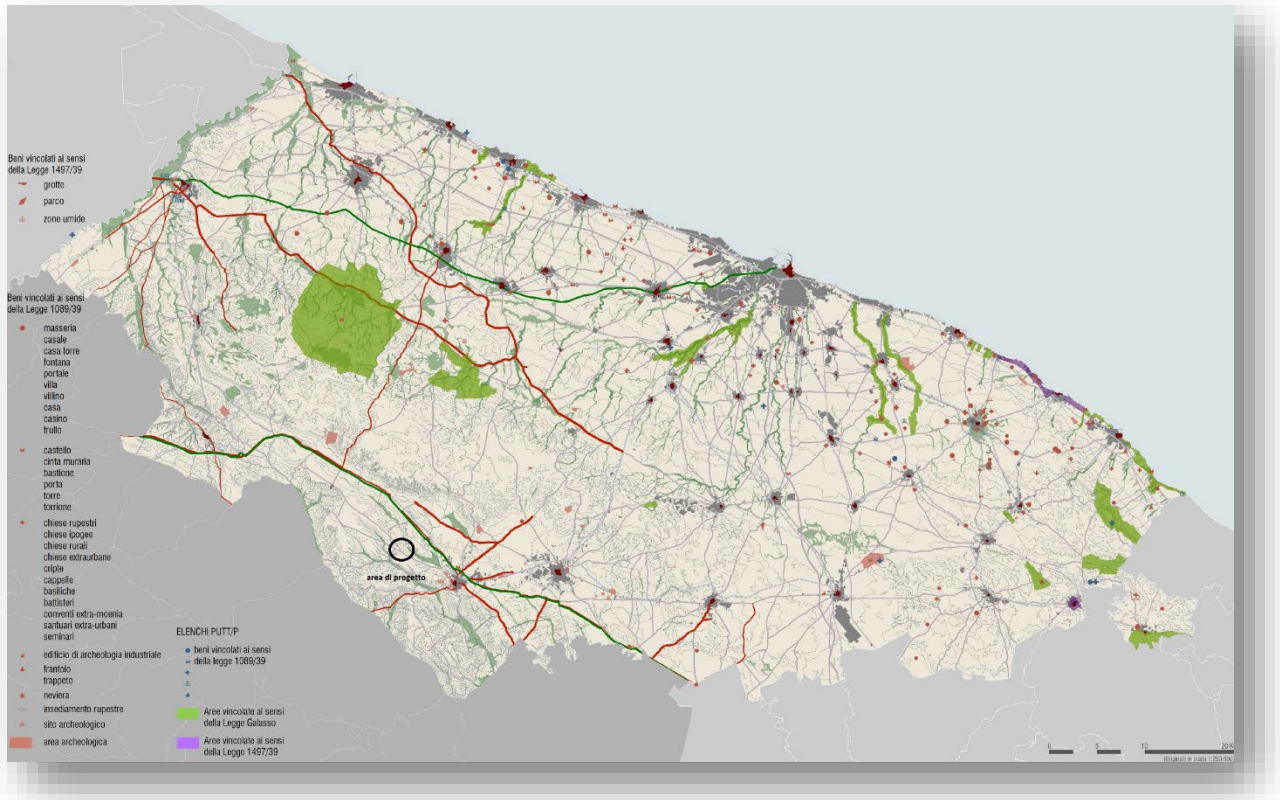 Beni vincolati ai sensi
della Legge 1497/39
grotte
parco
zone umide
Beni vincolati ai sensi
della Legge 1089/39
masseria
casale
casa torre
fontana
portale
villa
villino
casa
casino
trullo
castello
cinta muraria
bastione
porta
torre
torrione
chiese rupestri
chiese ipogee
chiese rurali
chiese extraurbane
cripte
cappelle
basiliche
battisteri
conventi extra-moenia
santuari extra-urbani
seminari
edificio di archeologia industriale
frantoio
trappeto
neviera
insediamento rupestre
sito archeologico
area archeologica
ELENCHI PUTT/P
beni vincolati ai sensi
della legge 1089/39
Aree vincolate ai sensi
della Legge Galasso
Aree vincolate ai sensi
della Legge 1497/39
area di progetto
0 5 10 20 K